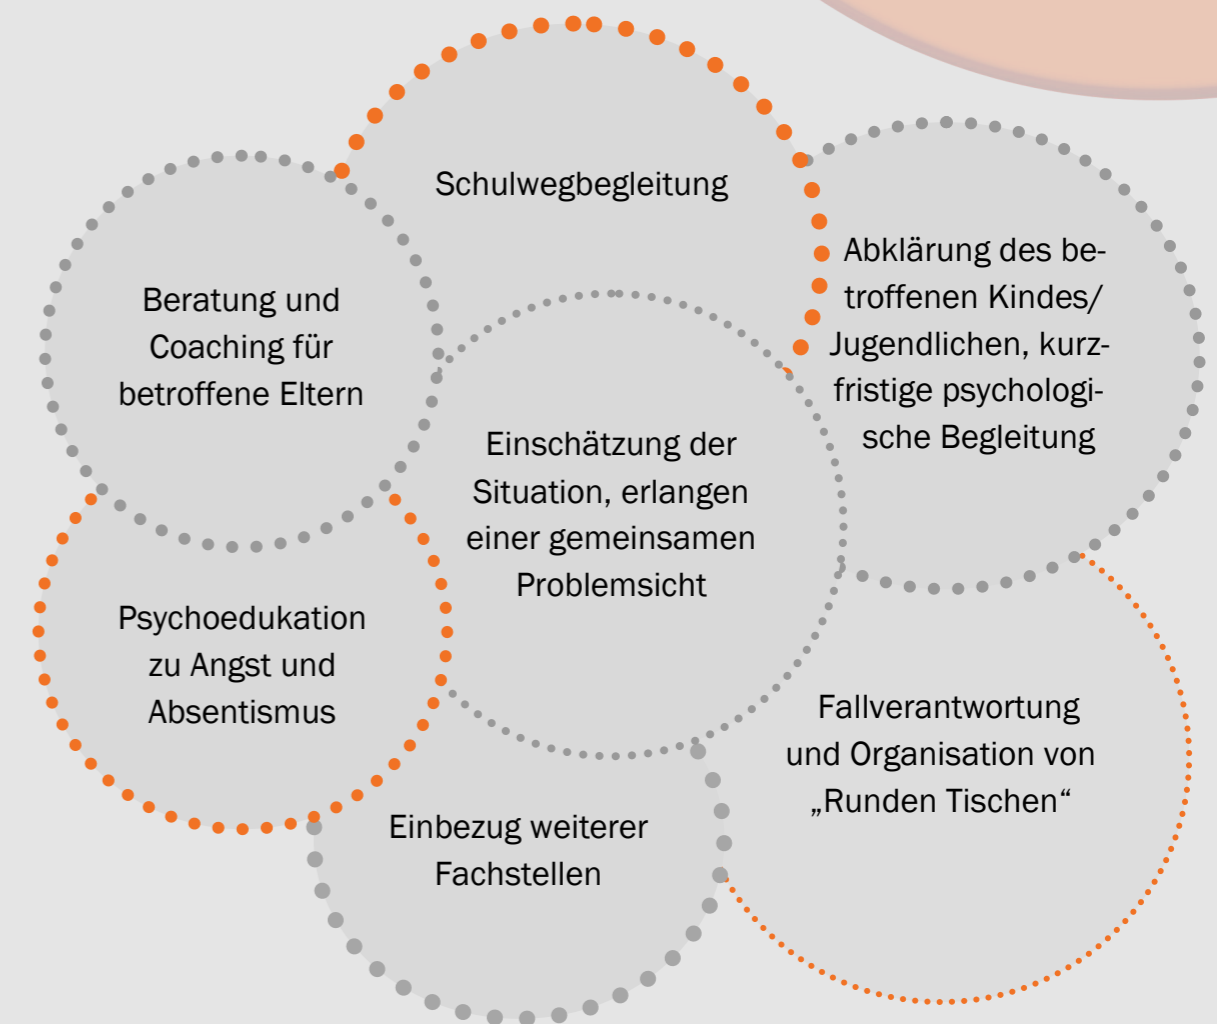 Schulwegbegleitung
Abklärung des be-
troffenen Kindes/
Jugendlichen, kurz-
fristige psychologi-
sche Begleitung
Beratung und
Coaching für
betroffene Eltern
Einschätzung der
Situation, erlangen
einer gemeinsamen
Problemsicht
Psychoedukation
zu Angst und
Absentismus
Fallverantwortung
und Organisation von
„Runden Tischen“
Einbezug weiterer
Fachstellen